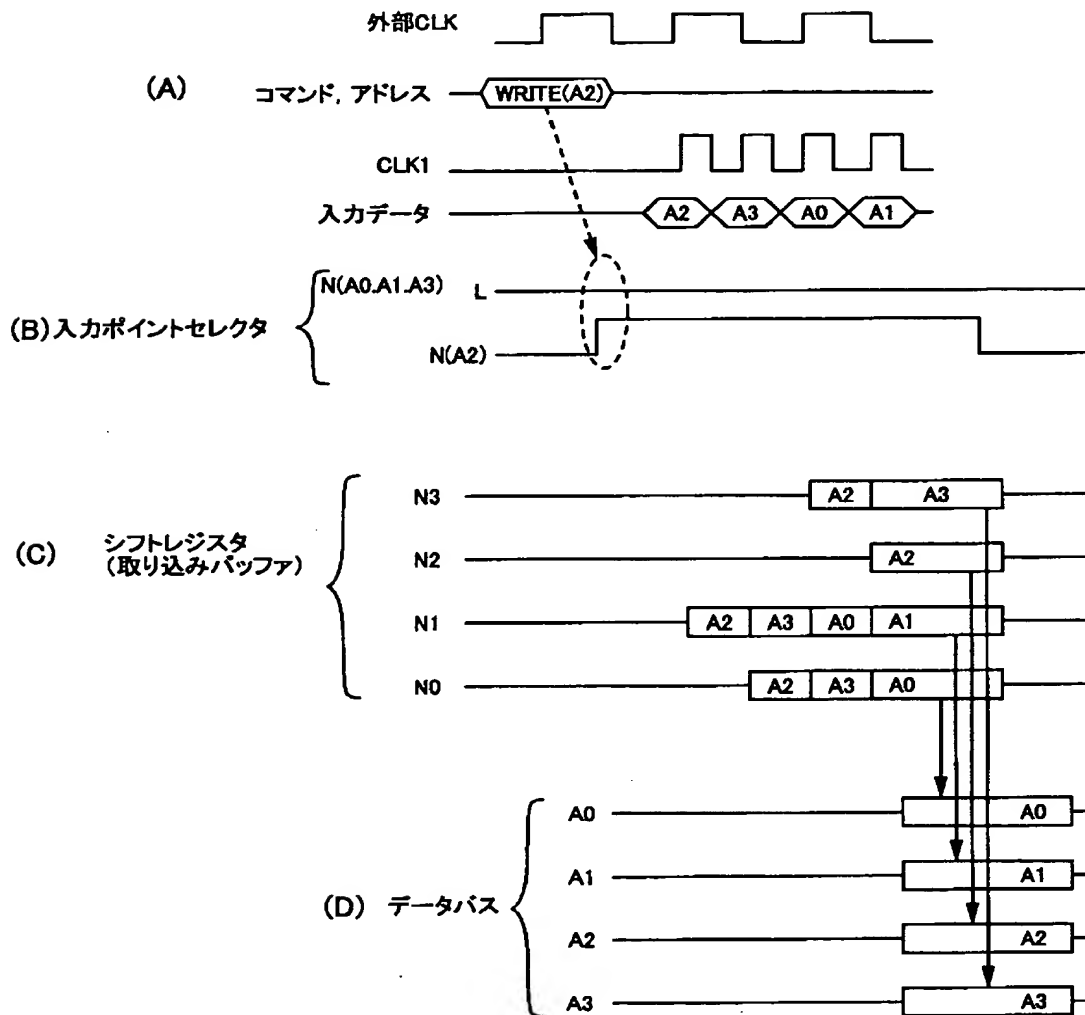 外部CLK
(A)
コマンド, アドレス
WRITE(A2)
CLK1
入力データ
A2 A3 A0 A1
(B)入力ポイントセレクタ
N(A0.A1.A3)
L
N(A2)
(C)
シフトレジスタ
(取り込みバッファ)
N3 A2 A3
N2 A2
N1 A2 A3 A0 A1
N0 A2 A3 A0
(D) データバス
A0 A0
A1 A1
A2 A2
A3 A3